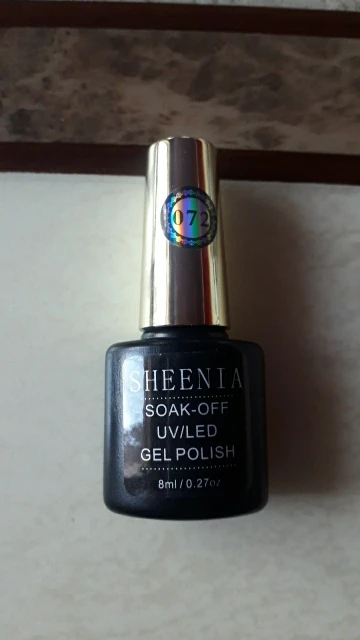 072
SHEENIA
SOAK-OFF
UV/LED
GEL POLISH
8ml / 0.27oz